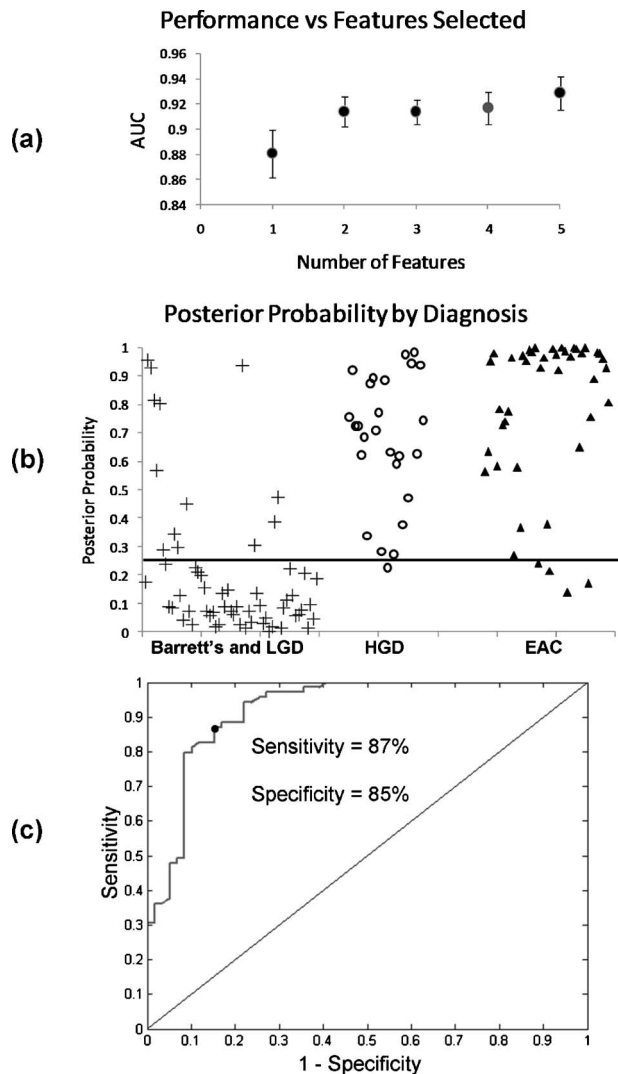 Performance vs Features Selected
(a)
AUC
0.96
0.94
0.92
0.9
0.88
0.86
0.84
0 1 2 3 4 5
Number of Features
Posterior Probability by Diagnosis
(b)
Posterior Probability
1
0.9
0.8
0.7
0.6
0.5
0.4
0.3
0.2
0.1
0
Barrett's and LGD HGD EAC
(c)
Sensitivity
1
0.9
0.8
0.7
0.6
0.5
0.4
0.3
0.2
0.1
0
Sensitivity = 87%
Specificity = 85%
0 0.1 0.2 0.3 0.4 0.5 0.6 0.7 0.8 0.9 1
1 - Specificity